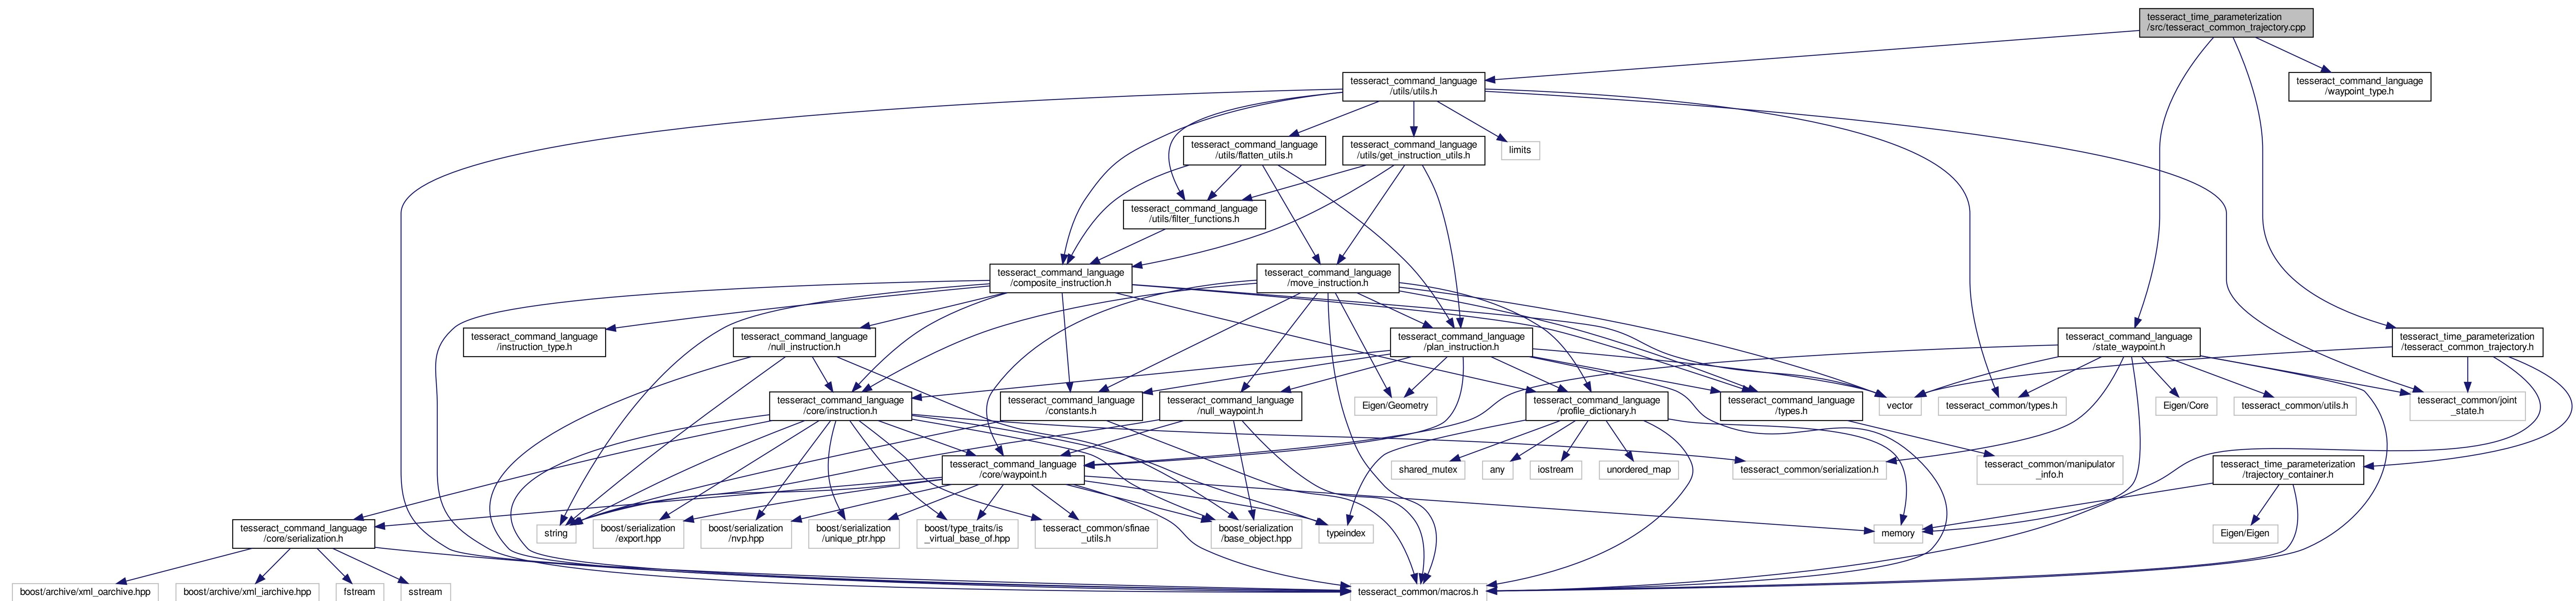 tesseract_time_parameterization
/src/tesseract_common_trajectory.cpp
tesseract_command_language
/utils/utils.h
tesseract_command_language
/waypoint_type.h
tesseract_command_language
/utils/flatten_utils.h
tesseract_command_language
/utils/get_instruction_utils.h
limits
tesseract_command_language
/utils/filter_functions.h
tesseract_command_language
/composite_instruction.h
tesseract_command_language
/move_instruction.h
tesseract_command_language
/instruction_type.h
tesseract_command_language
/null_instruction.h
tesseract_command_language
/plan_instruction.h
tesseract_command_language
/state_waypoint.h
tesseract_time_parameterization
/tesseract_common_trajectory.h
tesseract_command_language
/core/instruction.h
tesseract_command_language
/constants.h
tesseract_command_language
/null_waypoint.h
Eigen/Geometry
tesseract_command_language
/profile_dictionary.h
tesseract_command_language
/types.h
vector
tesseract_common/types.h
Eigen/Core
tesseract_common/utils.h
tesseract_common/joint
_state.h
tesseract_command_language
/core/waypoint.h
shared_mutex
any
iostream
unordered_map
tesseract_common/serialization.h
tesseract_common/manipulator
_info.h
tesseract_time_parameterization
/trajectory_container.h
tesseract_command_language
/core/serialization.h
string
boost/serialization
/export.hpp
boost/serialization
/nvp.hpp
boost/serialization
/unique_ptr.hpp
boost/type_traits/is
_virtual_base_of.hpp
tesseract_common/sfinae
_utils.h
boost/serialization
/base_object.hpp
typeindex
memory
Eigen/Eigen
boost/archive/xml_oarchive.hpp
boost/archive/xml_iarchive.hpp
fstream
sstream
tesseract_common/macros.h